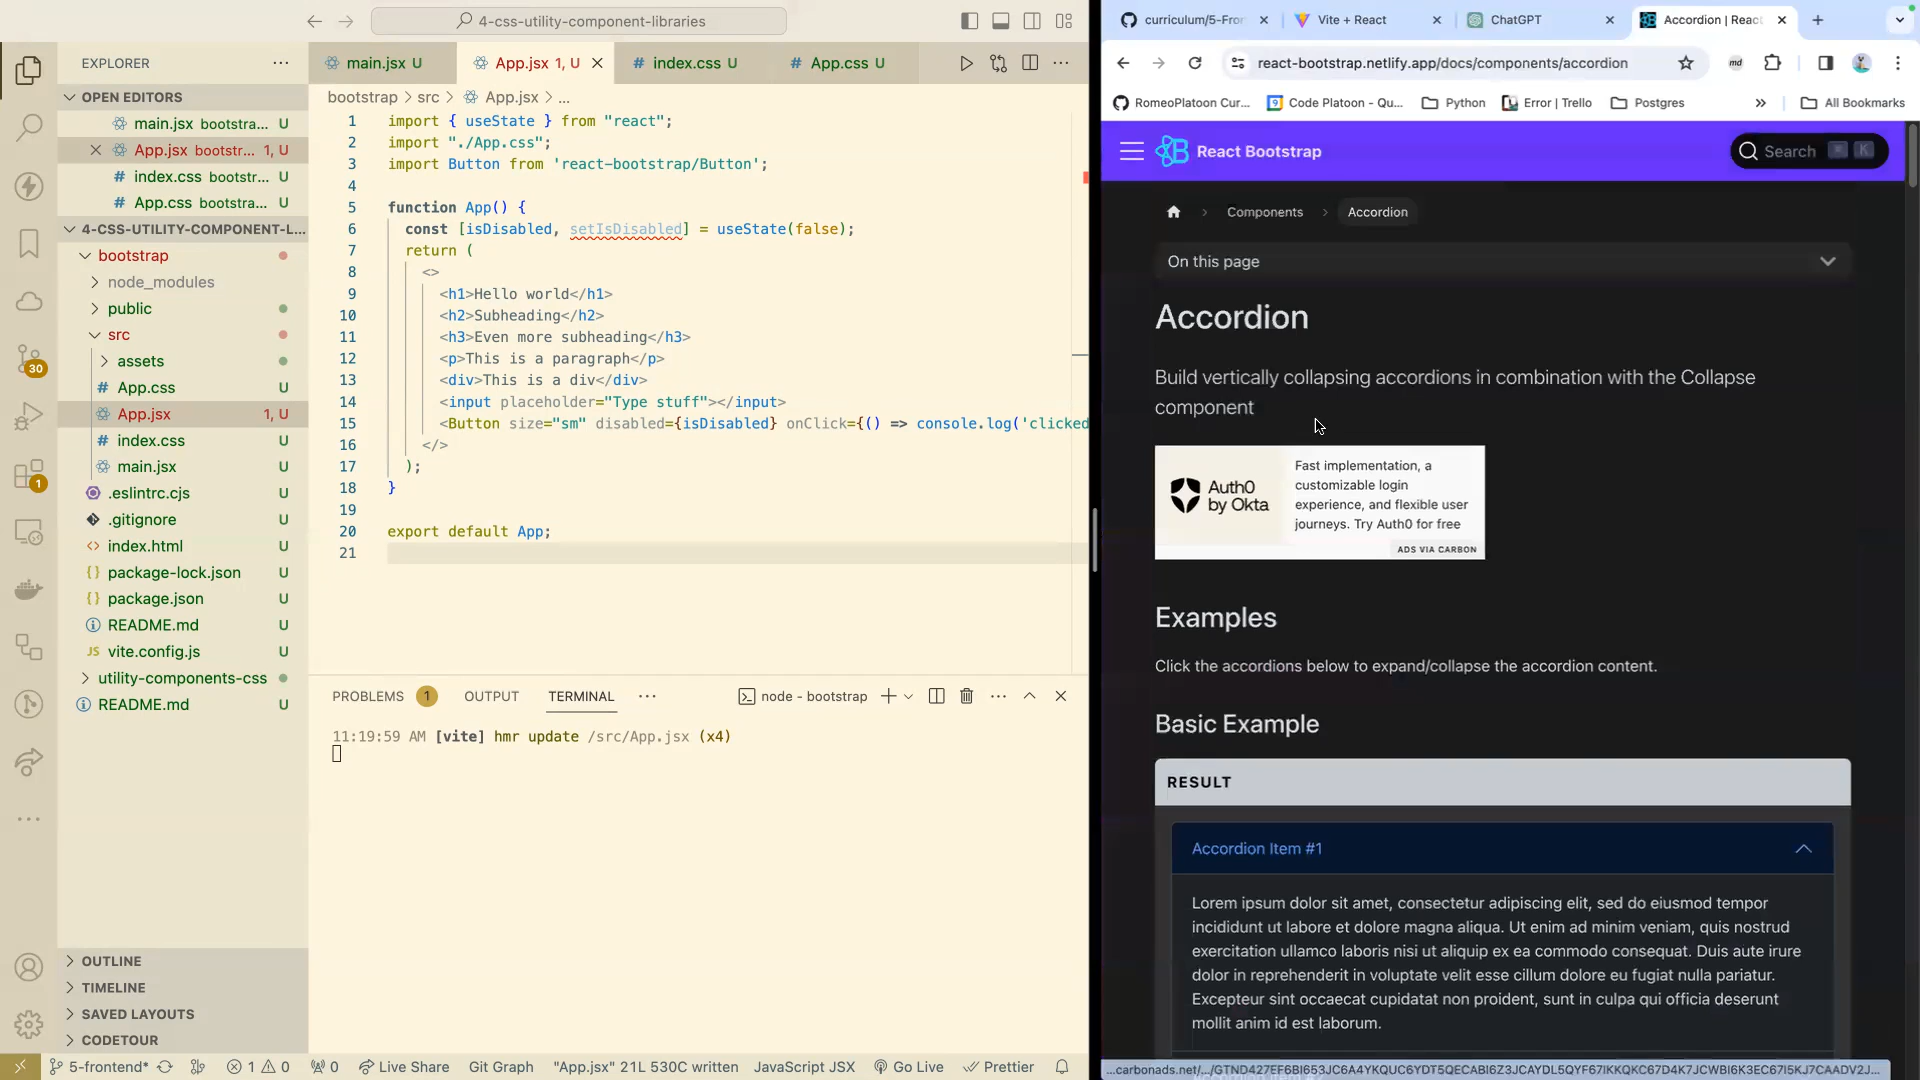 4-css-utility-component-libraries
EXPLORER
OPEN EDITORS
main.jsx bootstra... U
App.jsx bootstr... 1, U
index.css bootstr... U
App.css bootstra... U
4-CSS-UTILITY-COMPONENT-L...
bootstrap
node_modules
public
src
assets
App.css U
App.jsx 1, U
index.css U
main.jsx U
.eslintrc.cjs U
.gitignore U
index.html U
package-lock.json U
package.json U
README.md U
vite.config.js U
utility-components-css
README.md U
OUTLINE
TIMELINE
SAVED LAYOUTS
CODETOUR
30
1
main.jsx U
App.jsx 1, U
index.css U
App.css U
bootstrap > src > App.jsx > ...
1 import { useState } from "react";
2 import "./App.css";
3 import Button from 'react-bootstrap/Button';
4
5 function App() {
6 const [isDisabled, setIsDisabled] = useState(false);
7 return (
8 <>
9 <h1>Hello world</h1>
10 <h2>Subheading</h2>
11 <h3>Even more subheading</h3>
12 <p>This is a paragraph</p>
13 <div>This is a div</div>
14 <input placeholder="Type stuff"></input>
15 <Button size="sm" disabled={isDisabled} onClick={() => console.log('clicked
16 </>
17 );
18 }
19
20 export default App;
21
PROBLEMS 1 OUTPUT TERMINAL node - bootstrap
11:19:59 AM [vite] hmr update /src/App.jsx (x4)
5-frontend* 1 0 0 Live Share Git Graph "App.jsx" 21L 530C written JavaScript JSX Go Live Prettier
curriculum/5-Fron
Vite + React
ChatGPT
Accordion | Reac
react-bootstrap.netlify.app/docs/components/accordion
RomeoPlatoon Cur...
Code Platoon - Qu...
Python
Error | Trello
Postgres
All Bookmarks
React Bootstrap
Search K
Components
Accordion
On this page
Accordion
Build vertically collapsing accordions in combination with the Collapse
component
Auth0
by Okta
Fast implementation, a
customizable login
experience, and flexible user
journeys. Try Auth0 for free
ADS VIA CARBON
Examples
Click the accordions below to expand/collapse the accordion content.
Basic Example
RESULT
Accordion Item #1
Lorem ipsum dolor sit amet, consectetur adipiscing elit, sed do eiusmod tempor
incididunt ut labore et dolore magna aliqua. Ut enim ad minim veniam, quis nostrud
exercitation ullamco laboris nisi ut aliquip ex ea commodo consequat. Duis aute irure
dolor in reprehenderit in voluptate velit esse cillum dolore eu fugiat nulla pariatur.
Excepteur sint occaecat cupidatat non proident, sunt in culpa qui officia deserunt
mollit anim id est laborum.